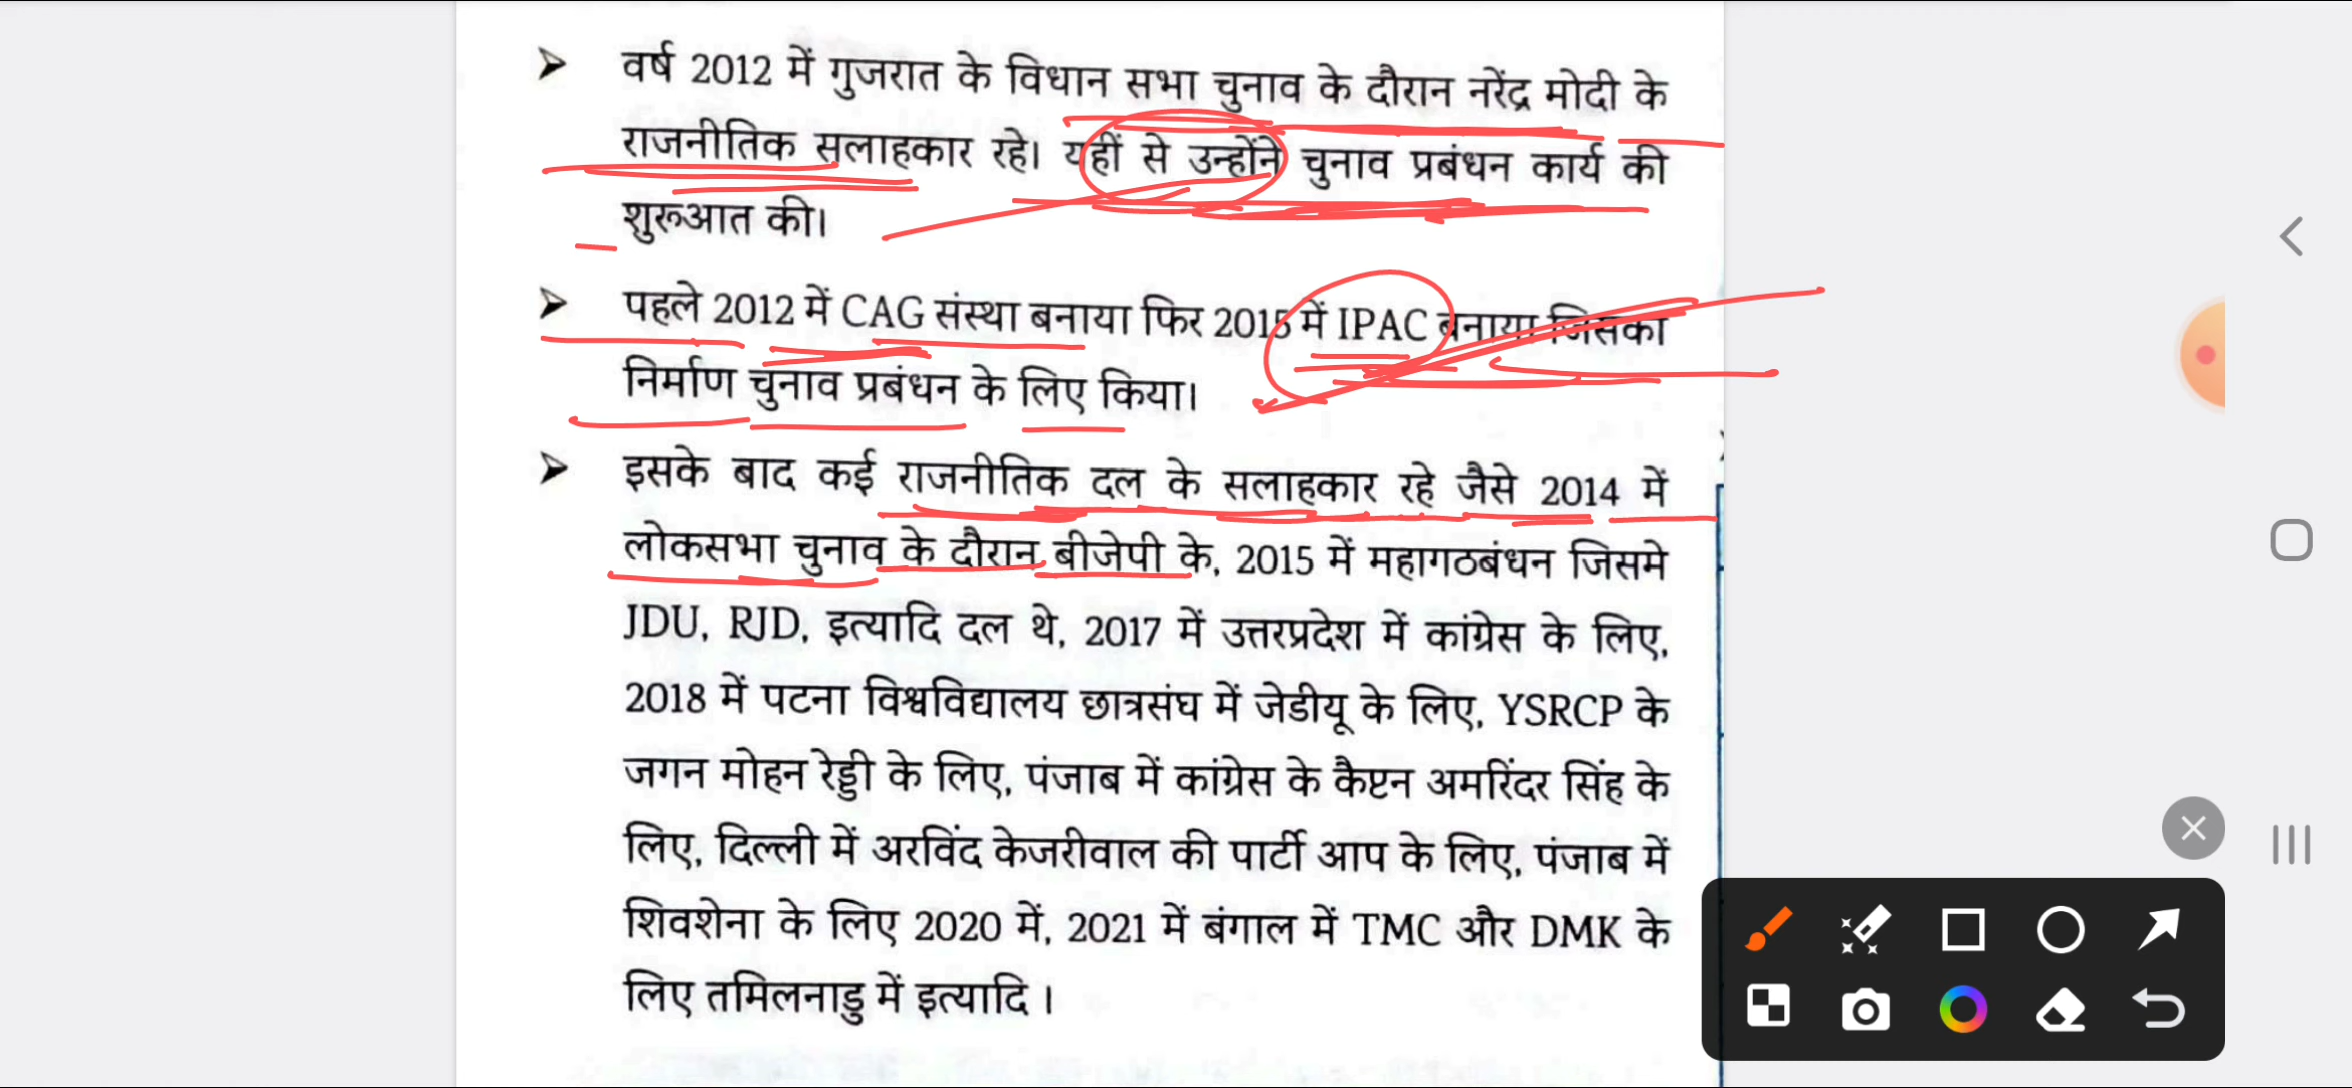 ➤ वर्ष 2012 में गुजरात के विधान सभा चुनाव के दौरान नरेंद्र मोदी के
राजनीतिक सलाहकार रहे। यहीं से उन्होंने चुनाव प्रबंधन कार्य की
शुरूआत की।
➤ पहले 2012 में CAG संस्था बनाया फिर 2015 में IPAC बनाया जिसका
निर्माण चुनाव प्रबंधन के लिए किया।
➤ इसके बाद कई राजनीतिक दल के सलाहकार रहे जैसे 2014 में
लोकसभा चुनाव के दौरान बीजेपी के, 2015 में महागठबंधन जिसमे
JDU, RJD, इत्यादि दल थे, 2017 में उत्तरप्रदेश में कांग्रेस के लिए,
2018 में पटना विश्वविद्यालय छात्रसंघ में जेडीयू के लिए, YSRCP के
जगन मोहन रेड्डी के लिए, पंजाब में कांग्रेस के कैप्टन अमरिंदर सिंह के
लिए, दिल्ली में अरविंद केजरीवाल की पार्टी आप के लिए, पंजाब में
शिवशेना के लिए 2020 में, 2021 में बंगाल में TMC और DMK के
लिए तमिलनाडु में इत्यादि ।